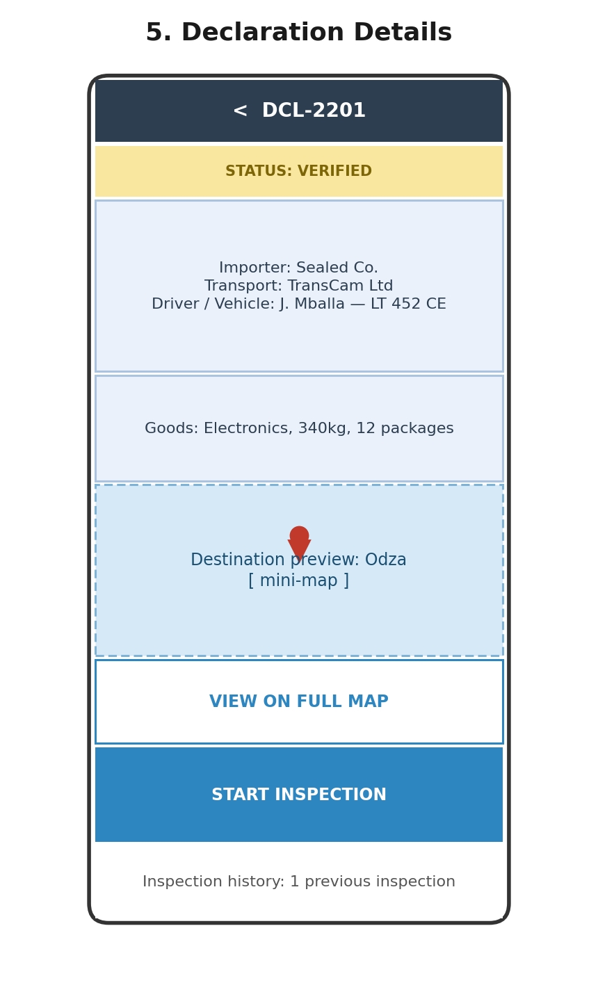 5. Declaration Details
< DCL-2201
STATUS: VERIFIED
Importer: Sealed Co.
Transport: TransCam Ltd
Driver / Vehicle: J. Mballa — LT 452 CE
Goods: Electronics, 340kg, 12 packages
Destination preview: Odza
[ mini-map ]
VIEW ON FULL MAP
START INSPECTION
Inspection history: 1 previous inspection